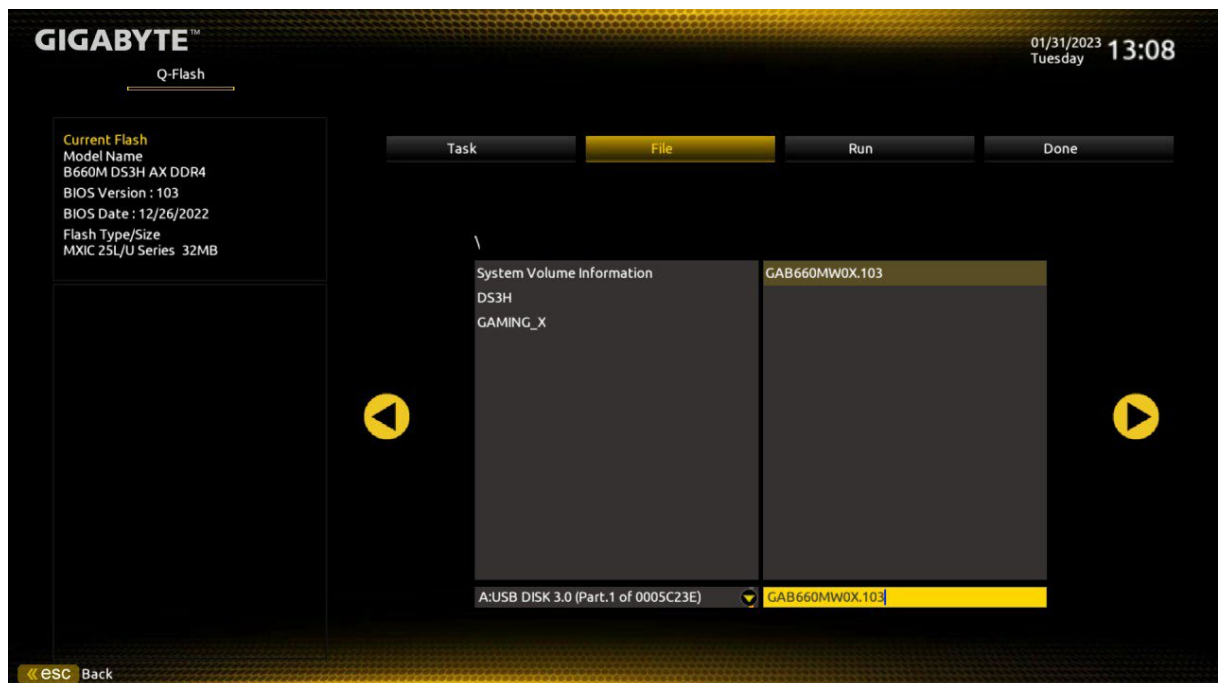 GIGABYTE™
01/31/2023 13:08
Tuesday
Q-Flash
Current Flash
Model Name
B660M DS3H AX DDR4
BIOS Version : 103
BIOS Date : 12/26/2022
Flash Type/Size
MXIC 25L/U Series 32MB
Task File Run Done
\
System Volume Information GAB660MW0X.103
DS3H
GAMING_X
A:USB DISK 3.0 (Part.1 of 0005C23E) GAB660MW0X.103
«esc Back